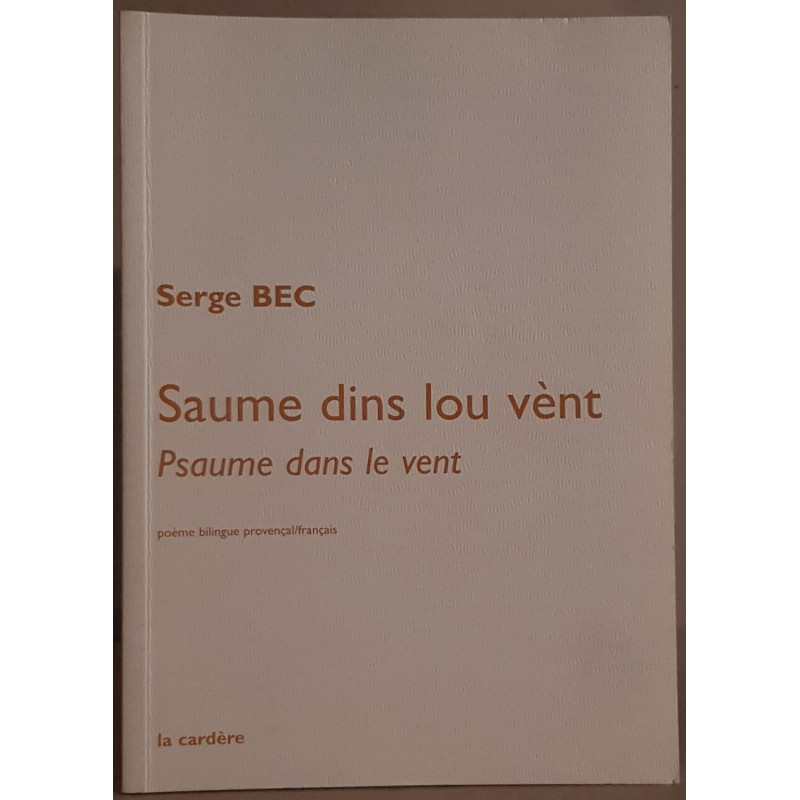 Serge BEC
Saume dins lou vènt
Psaume dans le vent
poème bilingue provençal/français
la cardère